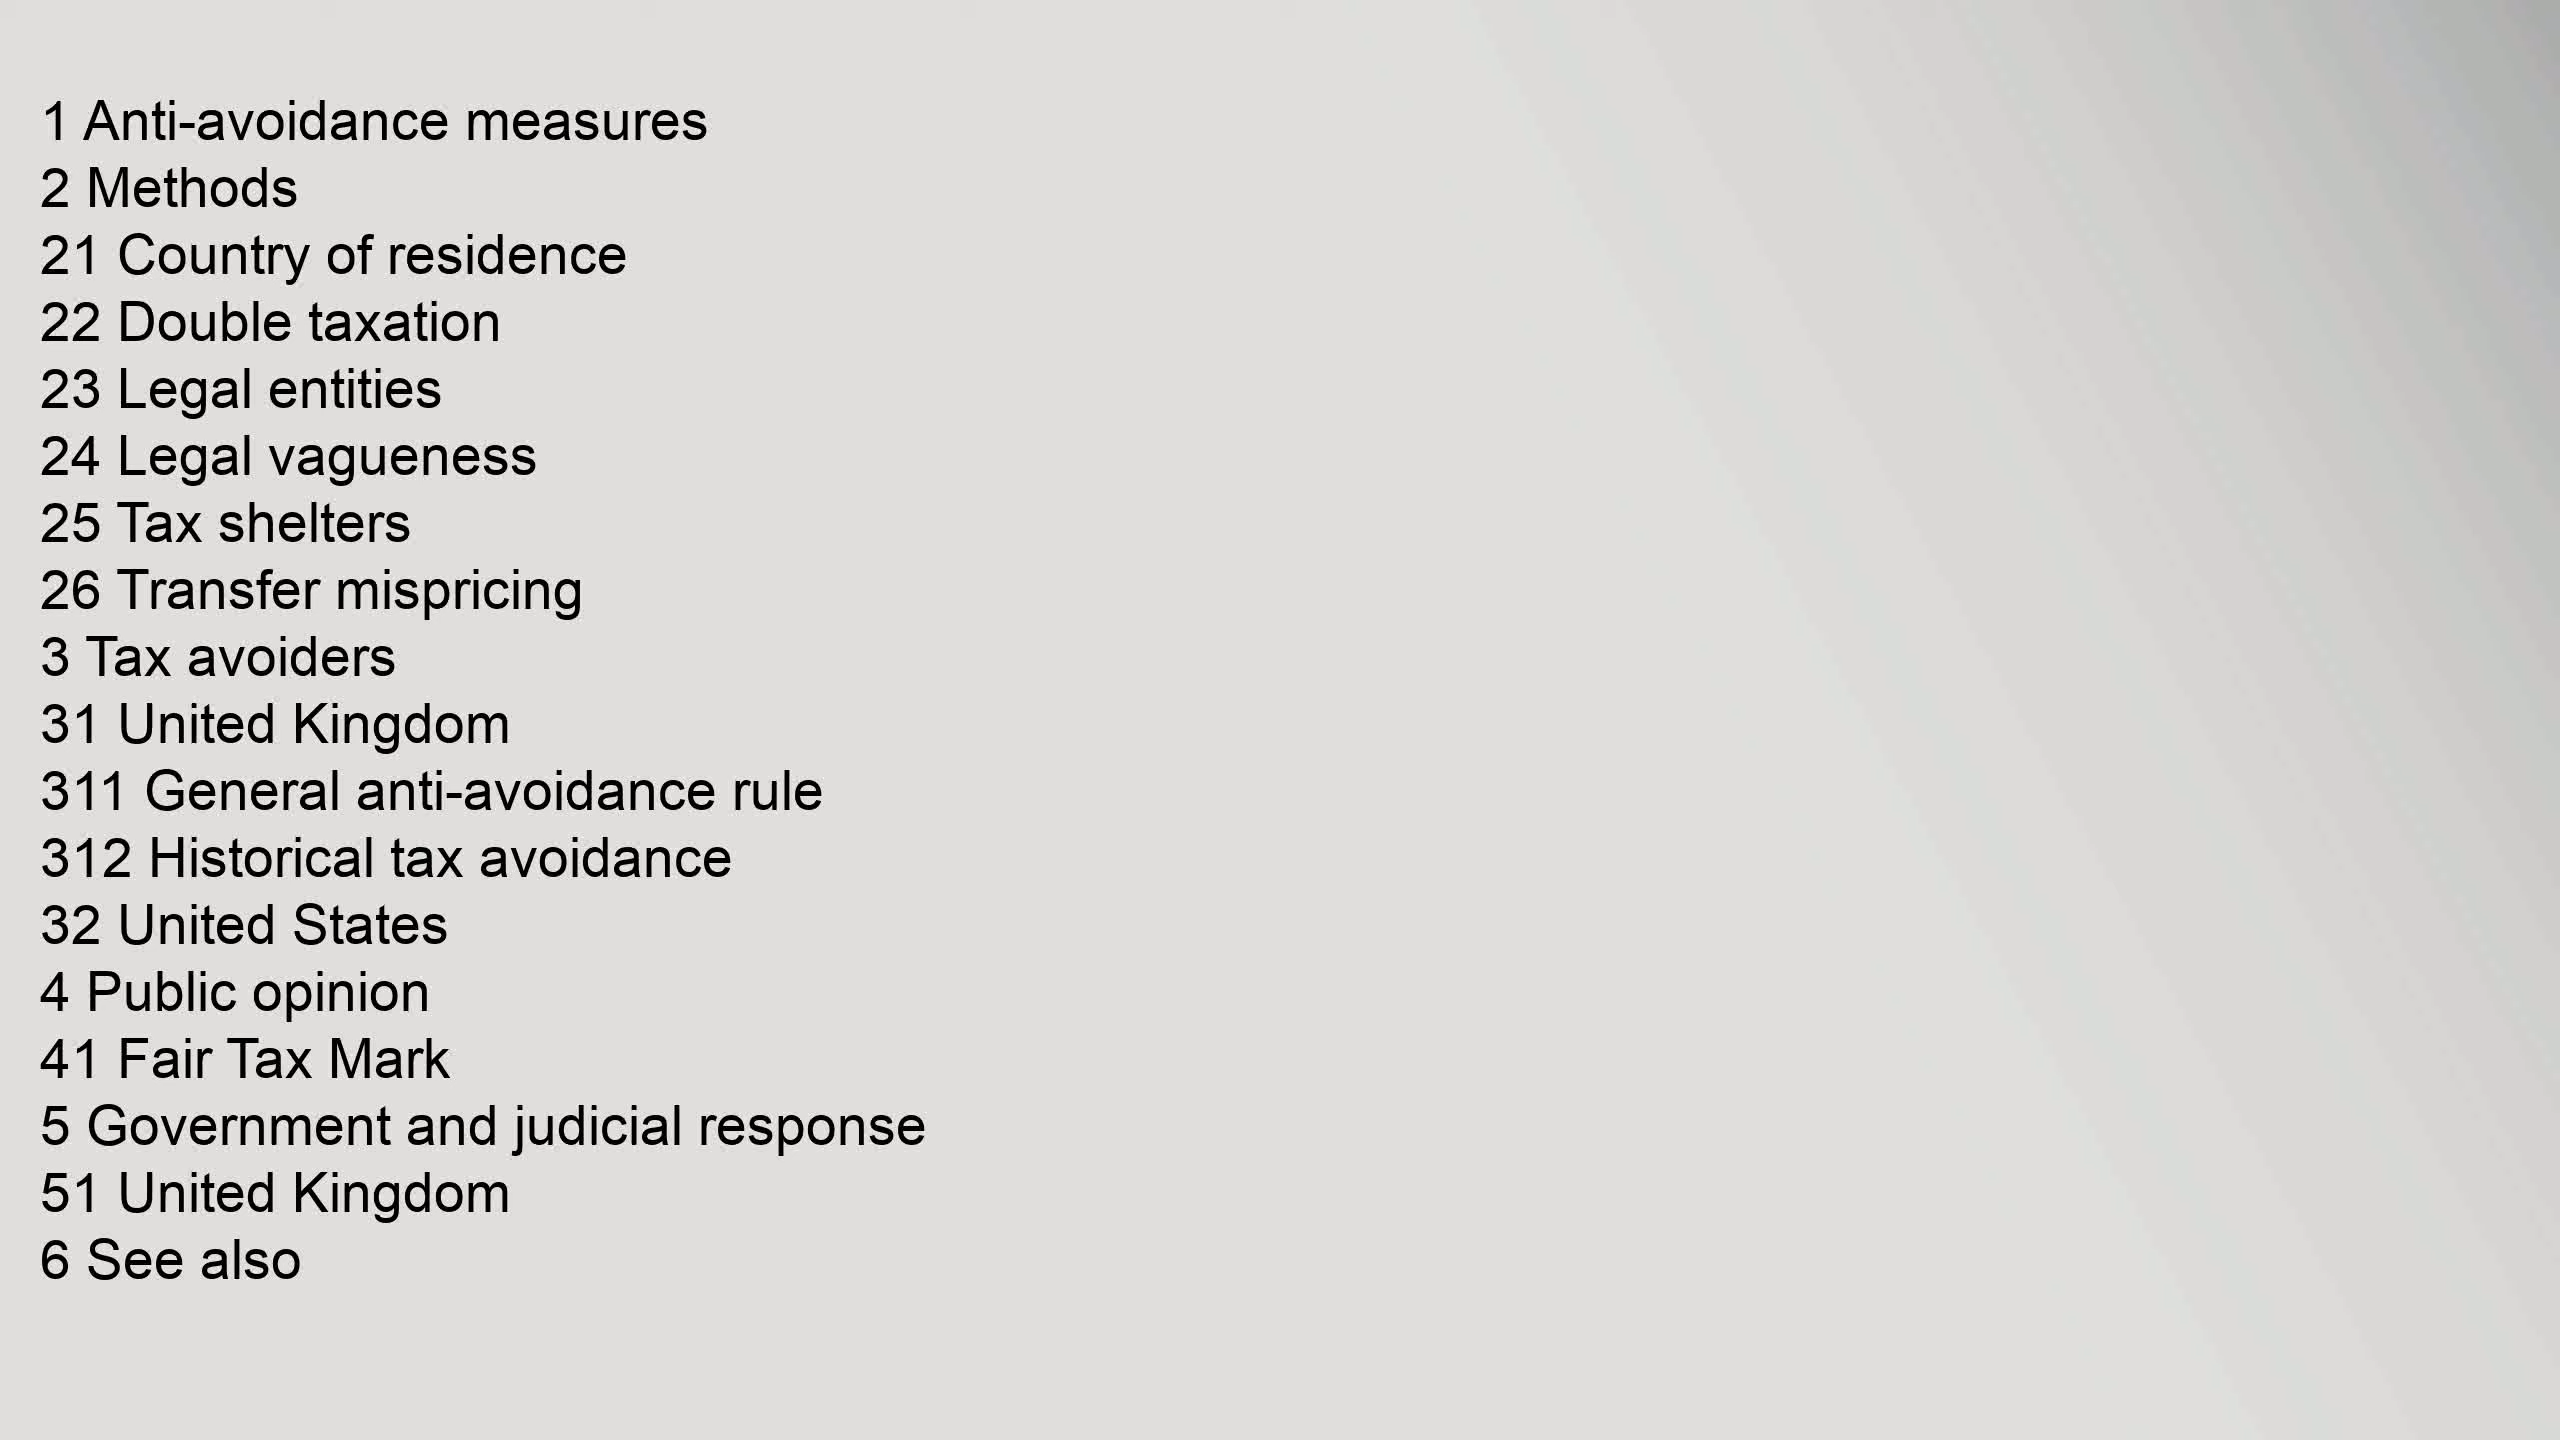 1 Anti-avoidance measures
2 Methods
21 Country of residence
22 Double taxation
23 Legal entities
24 Legal vagueness
25 Tax shelters
26 Transfer mispricing
3 Tax avoiders
31 United Kingdom
311 General anti-avoidance rule
312 Historical tax avoidance
32 United States
4 Public opinion
41 Fair Tax Mark
5 Government and judicial response
51 United Kingdom
6 See also